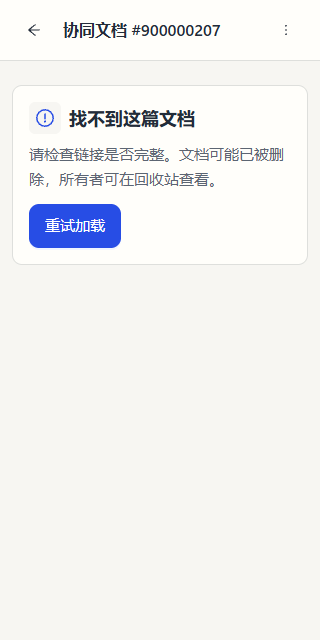 协同文档 #900000207
找不到这篇文档
请检查链接是否完整。文档可能已被删
除，所有者可在回收站查看。
重试加载